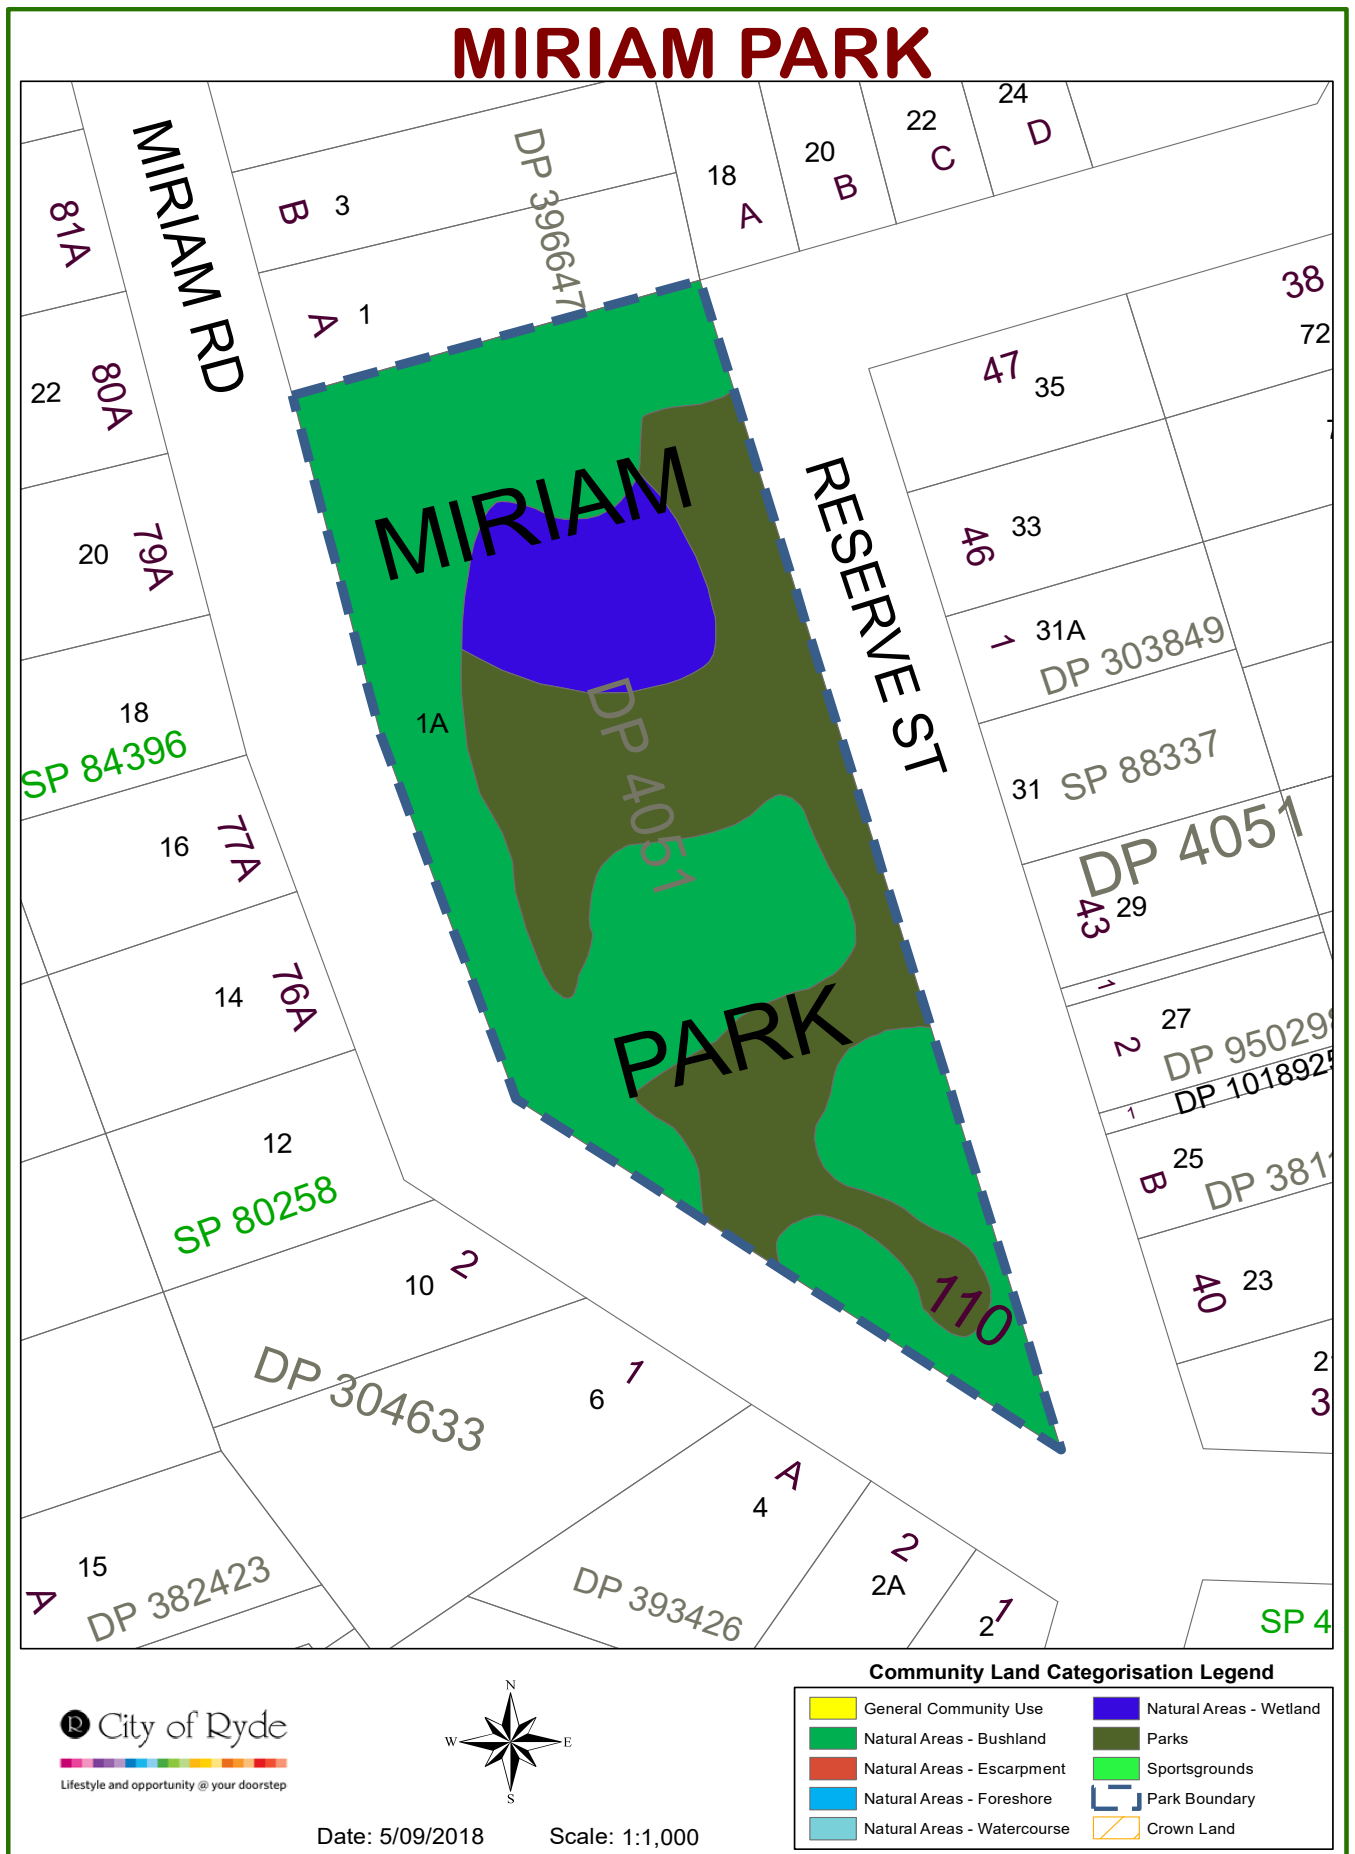 MIRIAM PARK
MIRIAM RD
81A
B 3
DP 396647
18 A
20 B
22 C
24 D
A 1
22 80A
38
72
47 35
MIRIAM
RESERVE ST
20 79A
46 33
1 31A
DP 303849
18
SP 84396
1A
DP 4051
31 SP 88337
16 77A
DP 4051
43 29
14 76A
1
2 27
DP 950298
PARK
1 DP 1018925
12
SP 80258
B 25
10 2
40 23
110
DP 304633
6 1
A
4
2
2A
1
2
15
A
DP 382423
DP 393426
SP 4
Community Land Categorisation Legend
General Community Use
Natural Areas - Bushland
Natural Areas - Escarpment
Natural Areas - Foreshore
Natural Areas - Watercourse
Natural Areas - Wetland
Parks
Sportsgrounds
Park Boundary
Crown Land
R City of Ryde
Lifestyle and opportunity @ your doorstep
N
W E
S
Date: 5/09/2018 Scale: 1:1,000